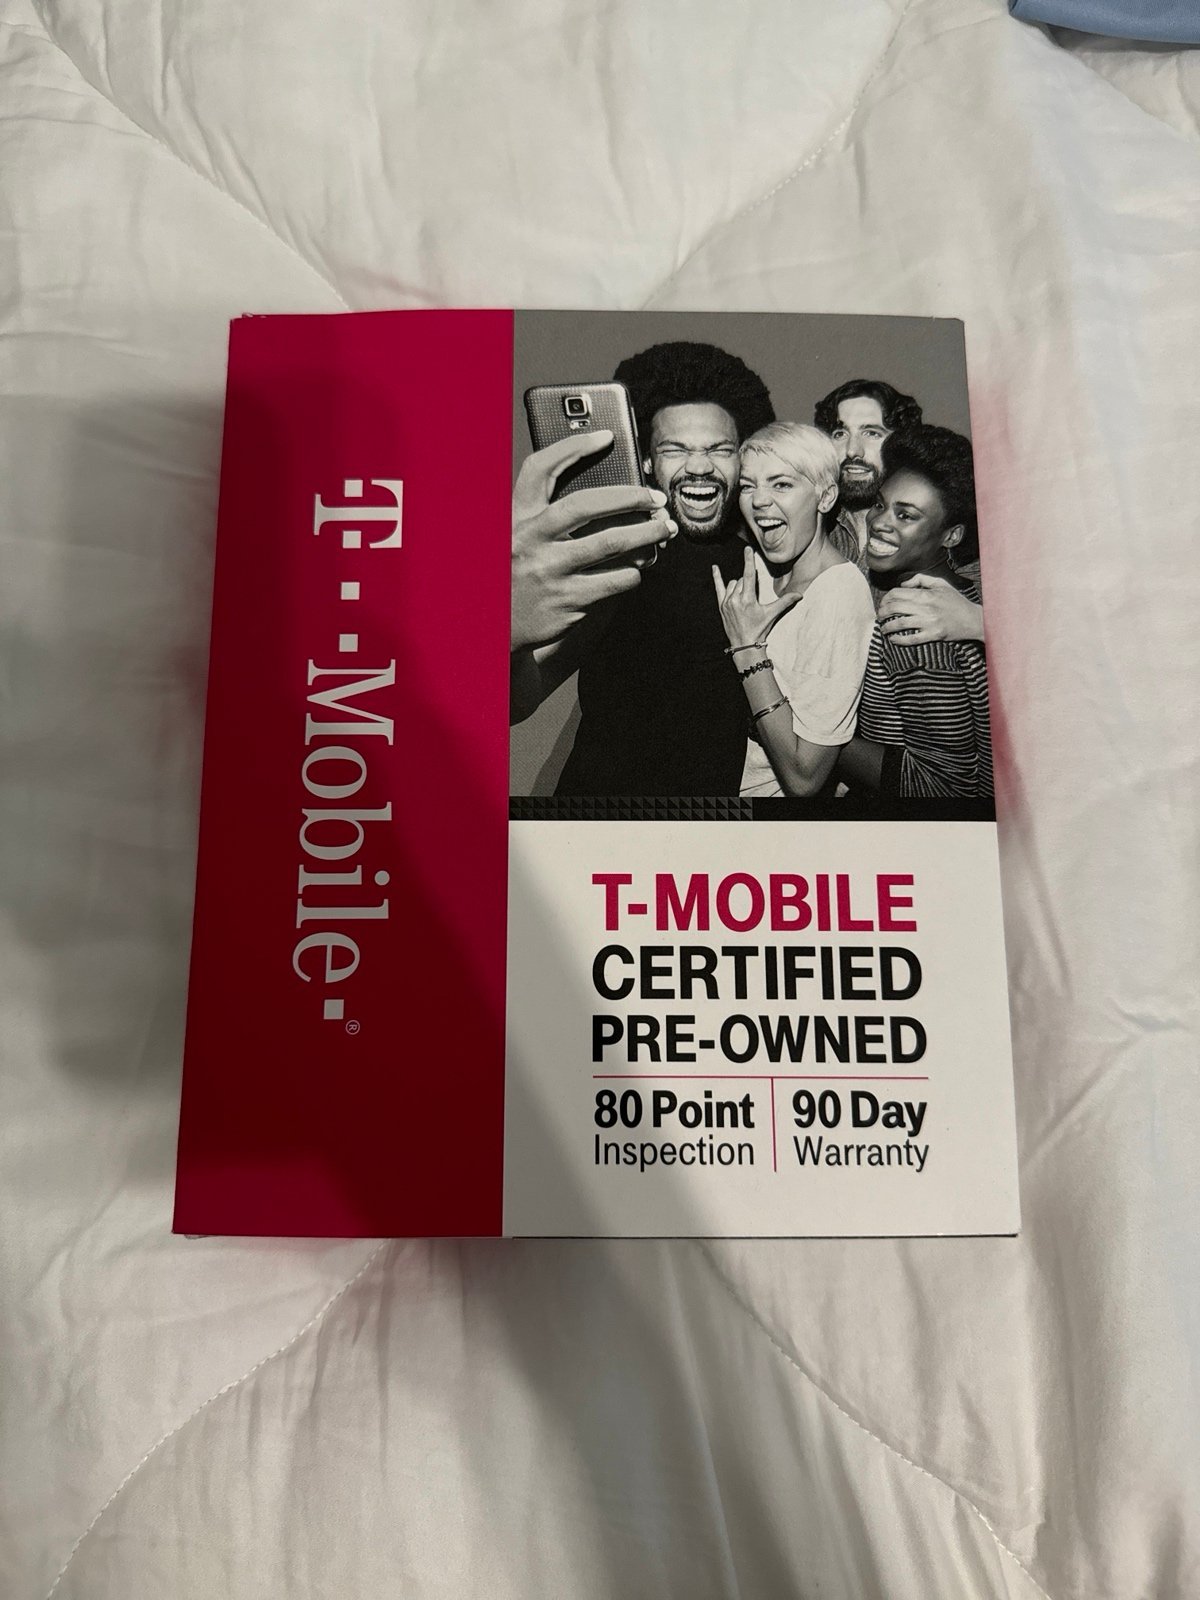 T··Mobile·®
T-MOBILE
CERTIFIED
PRE-OWNED
80 Point
Inspection
90 Day
Warranty